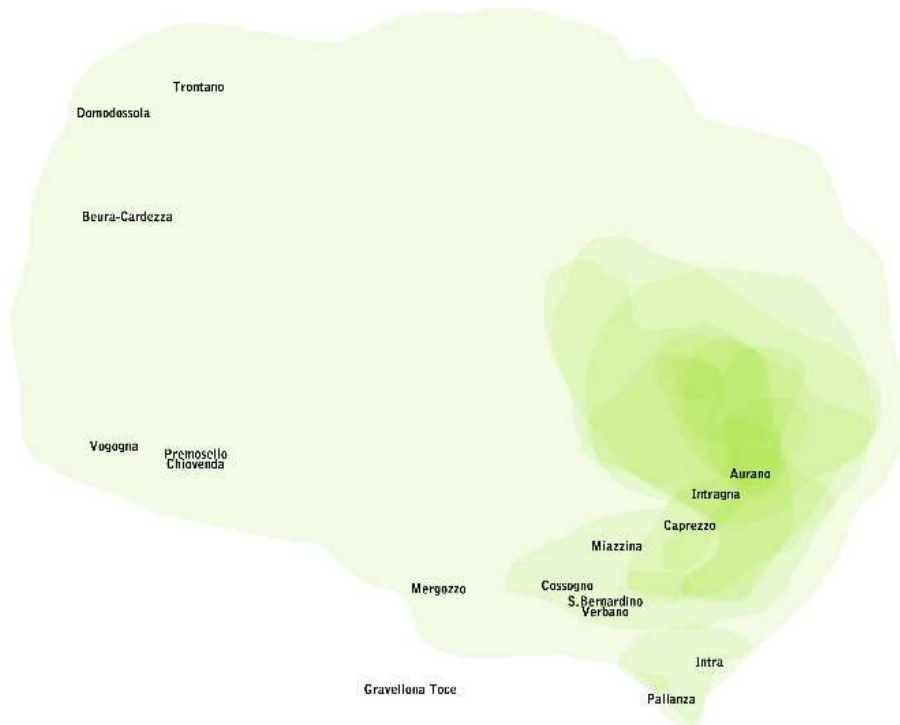 Trontano
Domodossola
Beura-Cardezza
Vogogna
Premosello
Chiovenda
Aurano
Intragna
Caprezzo
Miazzina
Cossogno
Mergozzo
S.Bernardino
Verbano
Intra
Gravellona Toce
Pallanza